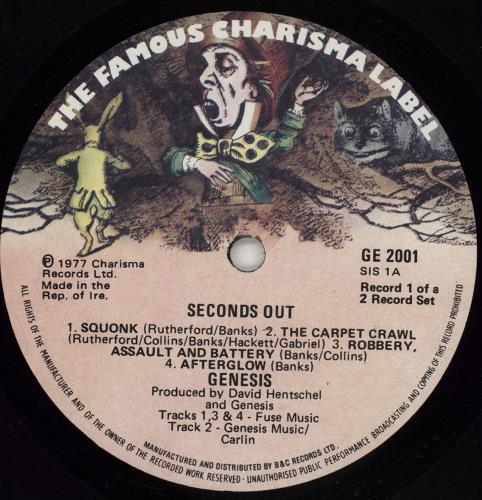 THE FAMOUS CHARISMA LABEL
℗ 1977 Charisma
Records Ltd.
Made in the
Rep. of Ire.
GE 2001
SIS 1A
Record 1 of a
2 Record Set
SECONDS OUT
1. SQUONK (Rutherford/Banks) 2. THE CARPET CRAWL
(Rutherford/Collins/Banks/Hackett/Gabriel) 3. ROBBERY,
ASSAULT AND BATTERY (Banks/Collins)
4. AFTERGLOW (Banks)
GENESIS
Produced by David Hentschel
and Genesis
Tracks 1,3 & 4 - Fuse Music
Track 2 - Genesis Music/
Carlin
MANUFACTURED AND DISTRIBUTED BY B&C RECORDS LTD.
ALL RIGHTS OF THE MANUFACTURER AND OF THE OWNER OF THE RECORDED WORK RESERVED - UNAUTHORISED PUBLIC PERFORMANCE BROADCASTING AND COPYING OF THIS RECORD PROHIBITED